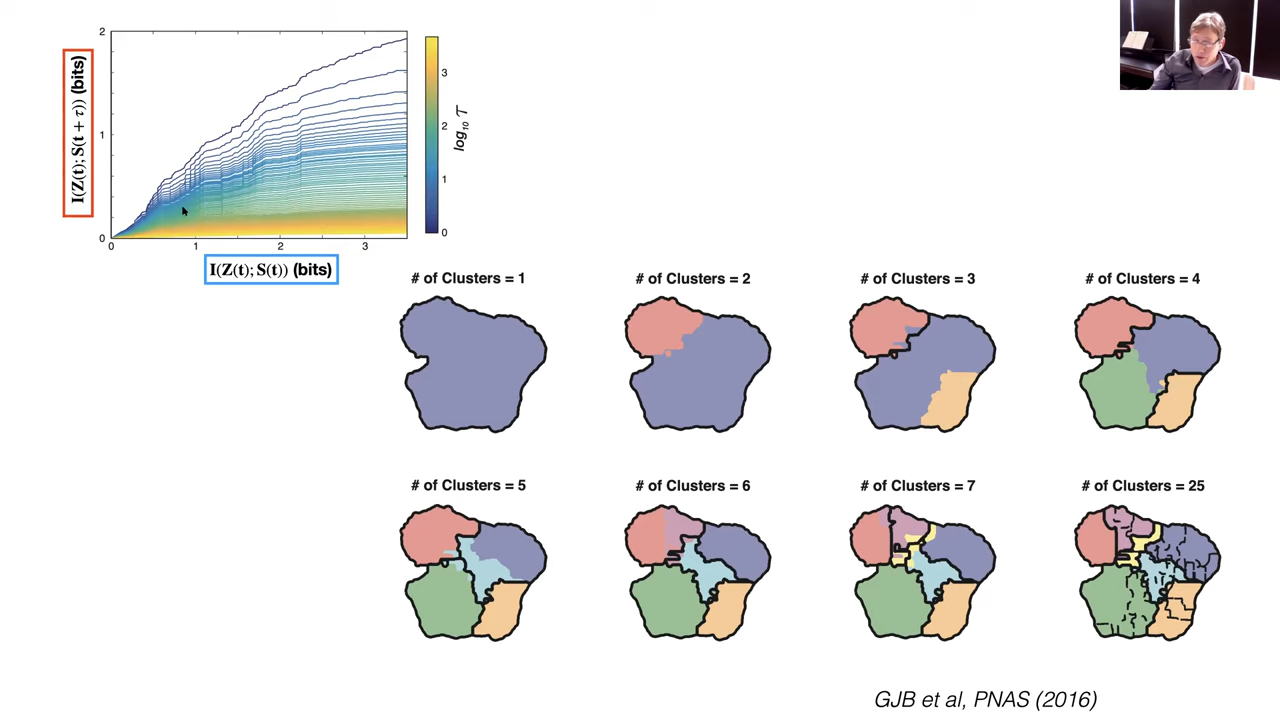 2
1
0
I(Z(t); S(t + τ)) (bits)
0
1
2
3
I(Z(t); S(t)) (bits)
3
2
1
0
log10 τ
# of Clusters = 1
# of Clusters = 2
# of Clusters = 3
# of Clusters = 4
# of Clusters = 5
# of Clusters = 6
# of Clusters = 7
# of Clusters = 25
GJB et al, PNAS (2016)